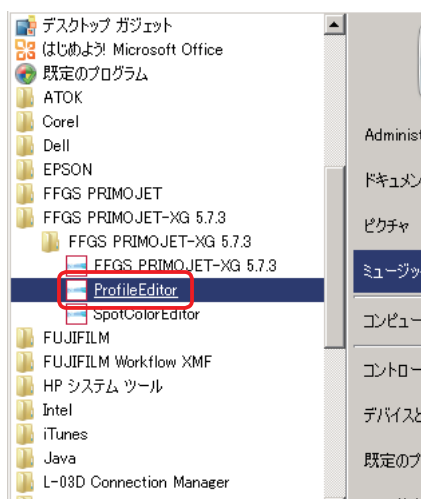 デスクトップ ガジェット
はじめよう! Microsoft Office
既定のプログラム
ATOK
Corel
Dell
EPSON
FFGS PRIMOJET
FFGS PRIMOJET-XG 5.7.3
FFGS PRIMOJET-XG 5.7.3
FFGS PRIMOJET-XG 5.7.3
ProfileEditor
SpotColorEditor
FUJIFILM
FUJIFILM Workflow XMF
HP システム ツール
Intel
iTunes
Java
L-03D Connection Manager
Administ
ドキュメン
ピクチャ
ミュージッ
コンピュー
コントロー
デバイスと
既定のプ